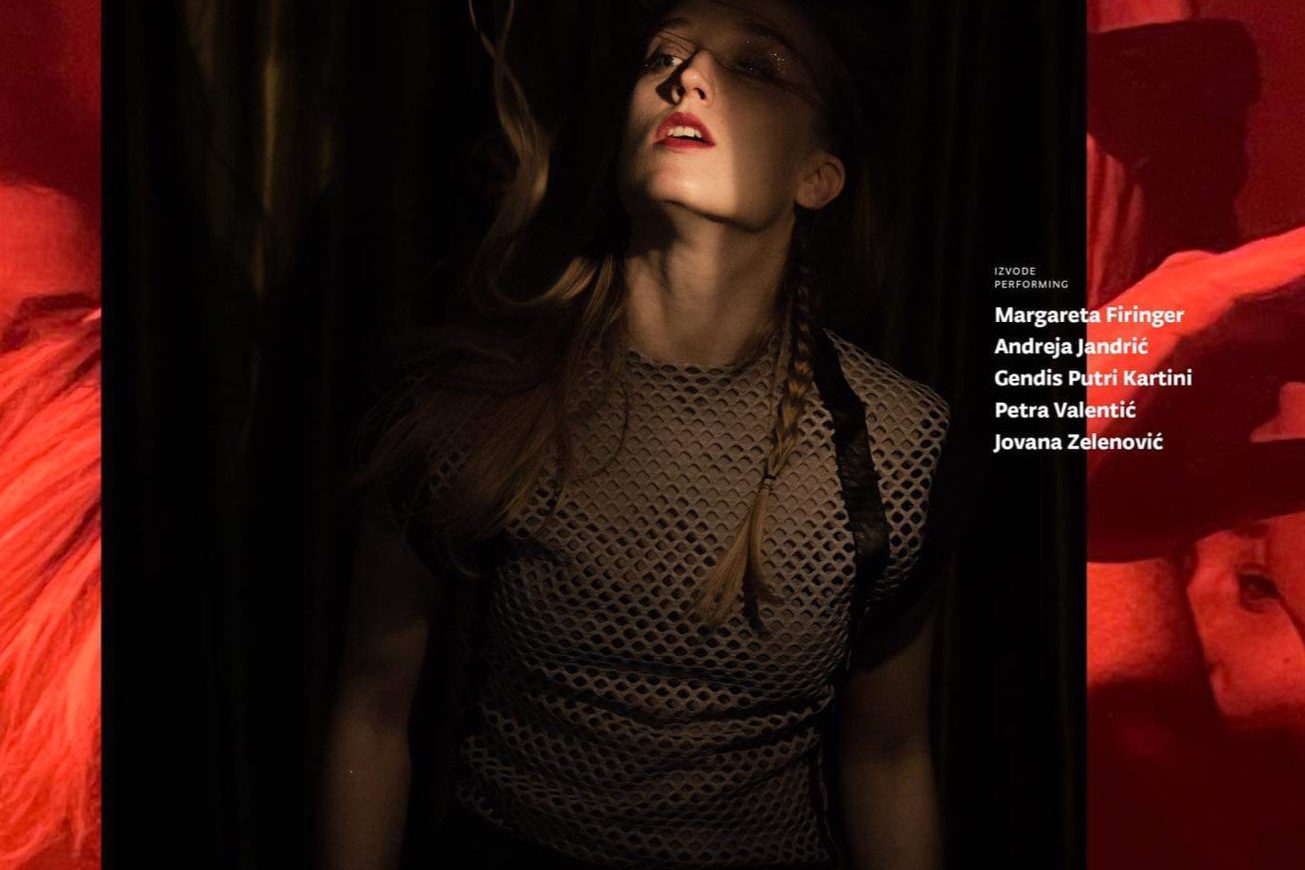 IZVODE
PERFORMING
Margareta Firinger
Andreja Jandrić
Gendis Putri Kartini
Petra Valentić
Jovana Zelenović